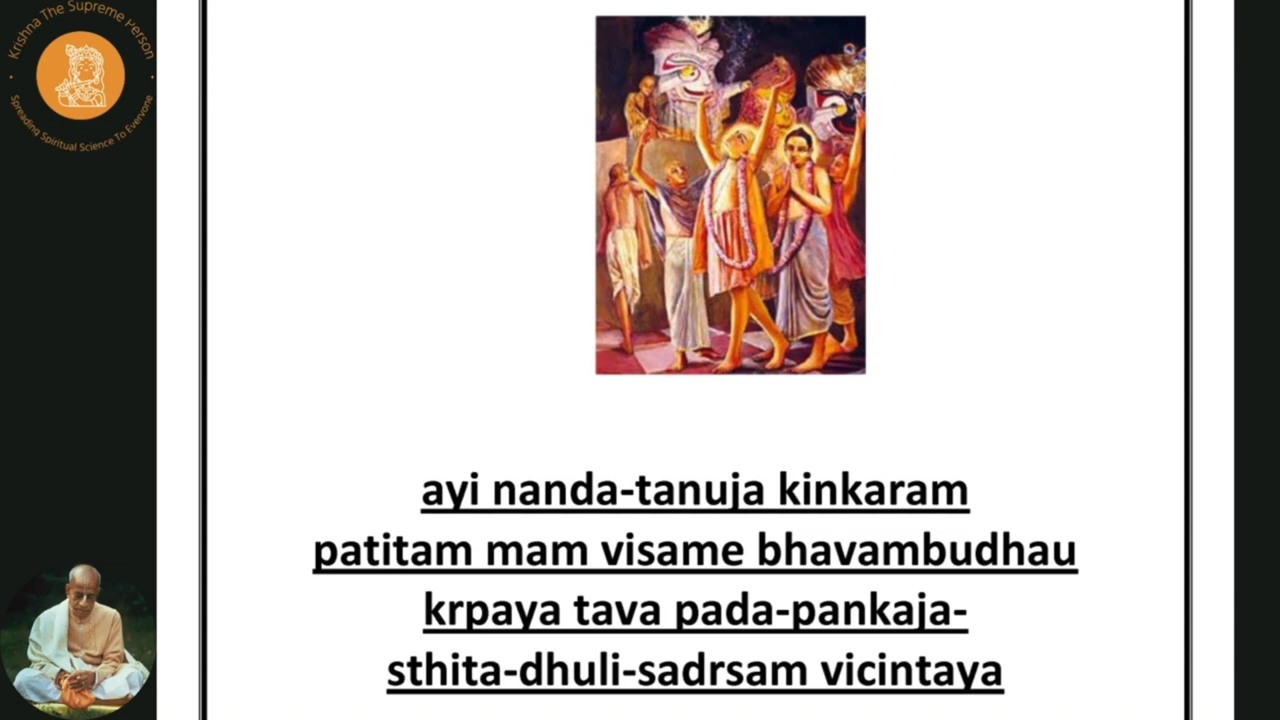 Krishna The Supreme Person
Spreading Spiritual Science To Everyone
ayi nanda-tanuja kinkaram
patitam mam visame bhavambudhau
krpaya tava pada-pankaja-
sthita-dhuli-sadrsam vicintaya